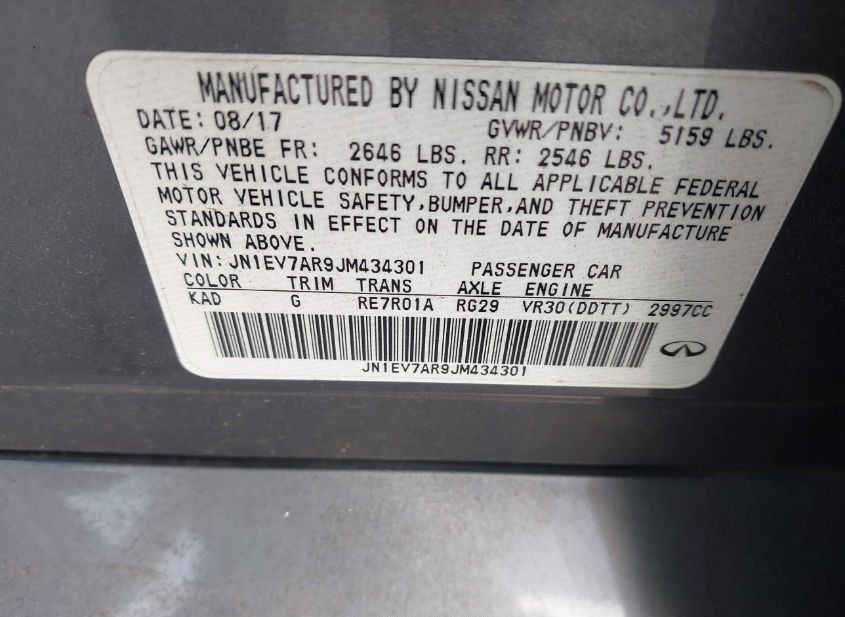 MANUFACTURED BY NISSAN MOTOR CO.,LTD.
DATE: 08/17 GVWR/PNBV: 5159 LBS.
GAWR/PNBE FR: 2646 LBS. RR: 2546 LBS.
THIS VEHICLE CONFORMS TO ALL APPLICABLE FEDERAL
MOTOR VEHICLE SAFETY,BUMPER,AND THEFT PREVENTION
STANDARDS IN EFFECT ON THE DATE OF MANUFACTURE
SHOWN ABOVE.
VIN: JN1EV7AR9JM434301 PASSENGER CAR
COLOR TRIM TRANS AXLE ENGINE
KAD G RE7R01A RG29 VR30(DDTT) 2997CC
JN1EV7AR9JM434301